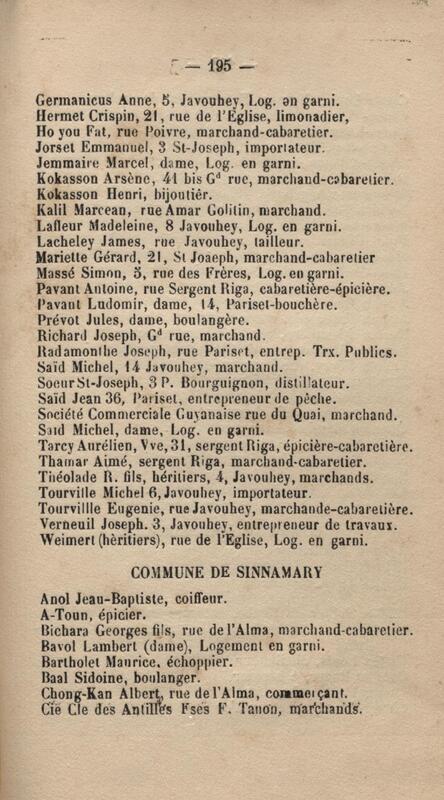 — 195 —
Germanicus Anne, 5, Javouhey, Log. en garni.
Hermet Crispin, 21, rue de l'Eglise, limonadier,
Ho you Fat, rue Poivre, marchand-cabaretier.
Jorset Emmanuel, 3 St-Joseph, importateur.
Jemmaire Marcel, dame, Log. en garni.
Kokasson Arsène, 41 bis Gd rue, marchand-cabaretier.
Kokasson Henri, bijoutiér.
Kalil Marcean, rue Amar Golitin, marchand.
Lafleur Madeleine, 8 Javouhey, Log. en garni.
Lacheley James, rue Javouhey, tailleur.
Mariette Gérard, 21, St Joaeph, marchand-cabaretier
Massé Simon, 5, rue des Frères, Log. en garni.
Pavant Antoine, rue Sergent Riga, cabaretière-épicière.
Pavant Ludomir, dame, 14, Pariset-bouchère.
Prévot Jules, dame, boulangère.
Richard Joseph, Gd rue, marchand.
Radamonthe Joseph, rue Pariset, entrep. Trx. Publics.
Saïd Michel, 14 Javouhey, marchand.
Soeur St-Joseph, 3 P. Bourguignon, distillateur.
Saïd Jean 36, Pariset, entrepreneur de pêche.
Société Commerciale Guyanaise rue du Quai, marchand.
Saïd Michel, dame, Log. en garni.
Tarcy Aurélien, Vve, 31, sergent Riga, épicière-cabaretière.
Thamar Aimé, sergent Riga, marchand-cabaretier.
Théolade R. fils, héritiers, 4, Javouhey, marchands.
Tourville Michel 6, Javouhey, importateur.
Tourvillle Eugenie, rue Javouhey, marchande-cabaretière.
Verneuil Joseph. 3, Javouhey, entrepreneur de travaux.
Weimert (hèritiers), rue de l'Eglise, Log. en garni.
COMMUNE DE SINNAMARY
Anol Jean-Baptiste, coiffeur.
A-Toun, épicier.
Bichara Georges fils, rue de l'Alma, marchand-cabaretier.
Bavol Lambert (dame), Logement en garni.
Bartholet Maurice, échoppier.
Baal Sidoine, boulanger.
Chong-Kan Albert, rue de l'Alma, commerçant.
Cie Cle des Antilles Fses F. Tanon, marchands.